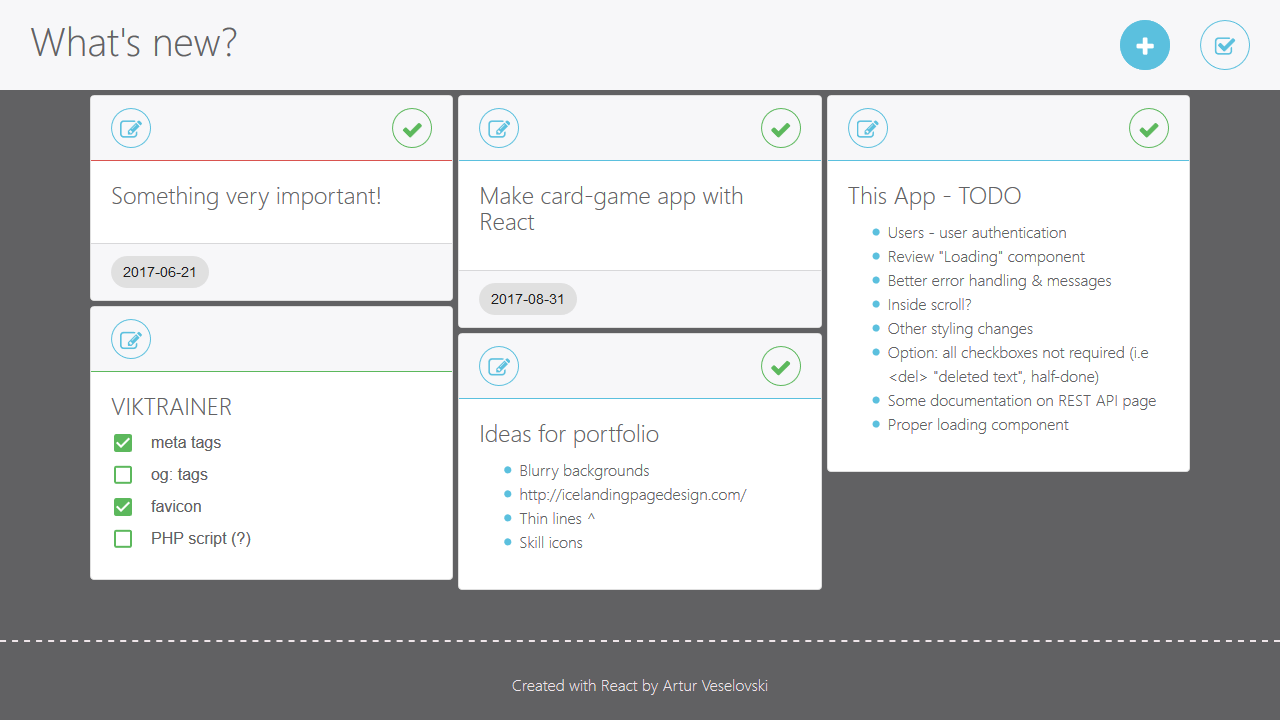 What's new?
Something very important!
2017-06-21
VIKTRAINER
meta tags
og: tags
favicon
PHP script (?)
Make card-game app with
React
2017-08-31
Ideas for portfolio
Blurry backgrounds
http://icelandingpagedesign.com/
Thin lines ^
Skill icons
This App - TODO
Users - user authentication
Review "Loading" component
Better error handling & messages
Inside scroll?
Other styling changes
Option: all checkboxes not required (i.e
<del> "deleted text", half-done)
Some documentation on REST API page
Proper loading component
Created with React by Artur Veselovski